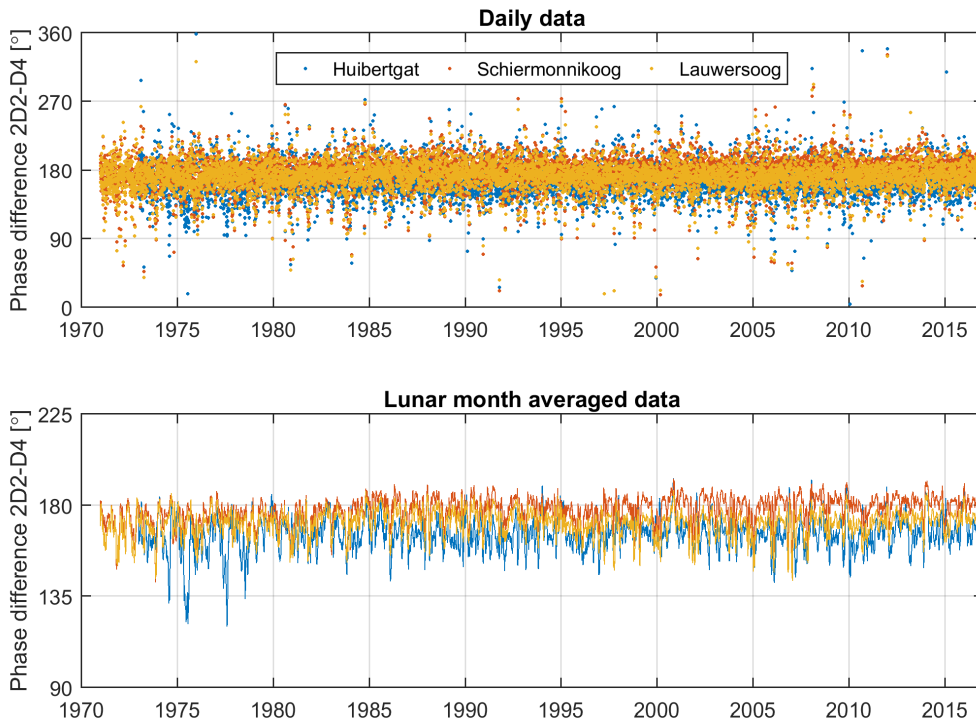 Daily data
Phase difference 2D2-D4 [°]
360
270
180
90
0
Huibertgat Schiermonnikoog Lauwersoog
1970 1975 1980 1985 1990 1995 2000 2005 2010 2015
Lunar month averaged data
Phase difference 2D2-D4 [°]
225
180
135
90
1970 1975 1980 1985 1990 1995 2000 2005 2010 2015